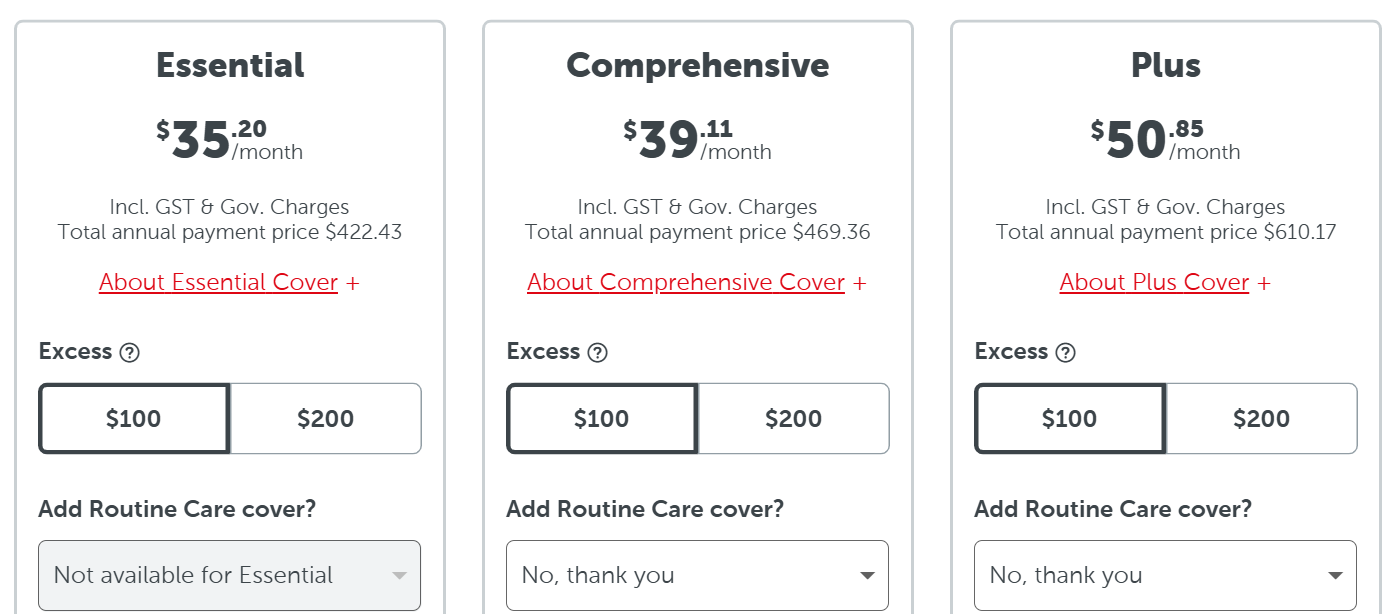 Essential
$35.20/month
Incl. GST & Gov. Charges
Total annual payment price $422.43
About Essential Cover +
Excess ?
$100
$200
Add Routine Care cover?
Not available for Essential
Comprehensive
$39.11/month
Incl. GST & Gov. Charges
Total annual payment price $469.36
About Comprehensive Cover +
Excess ?
$100
$200
Add Routine Care cover?
No, thank you
Plus
$50.85/month
Incl. GST & Gov. Charges
Total annual payment price $610.17
About Plus Cover +
Excess ?
$100
$200
Add Routine Care cover?
No, thank you